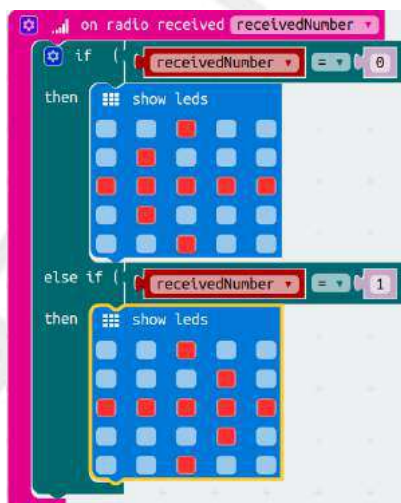 on radio received receivedNumber
if ( receivedNumber = 0
then show leds
else if ( receivedNumber = 1
then show leds